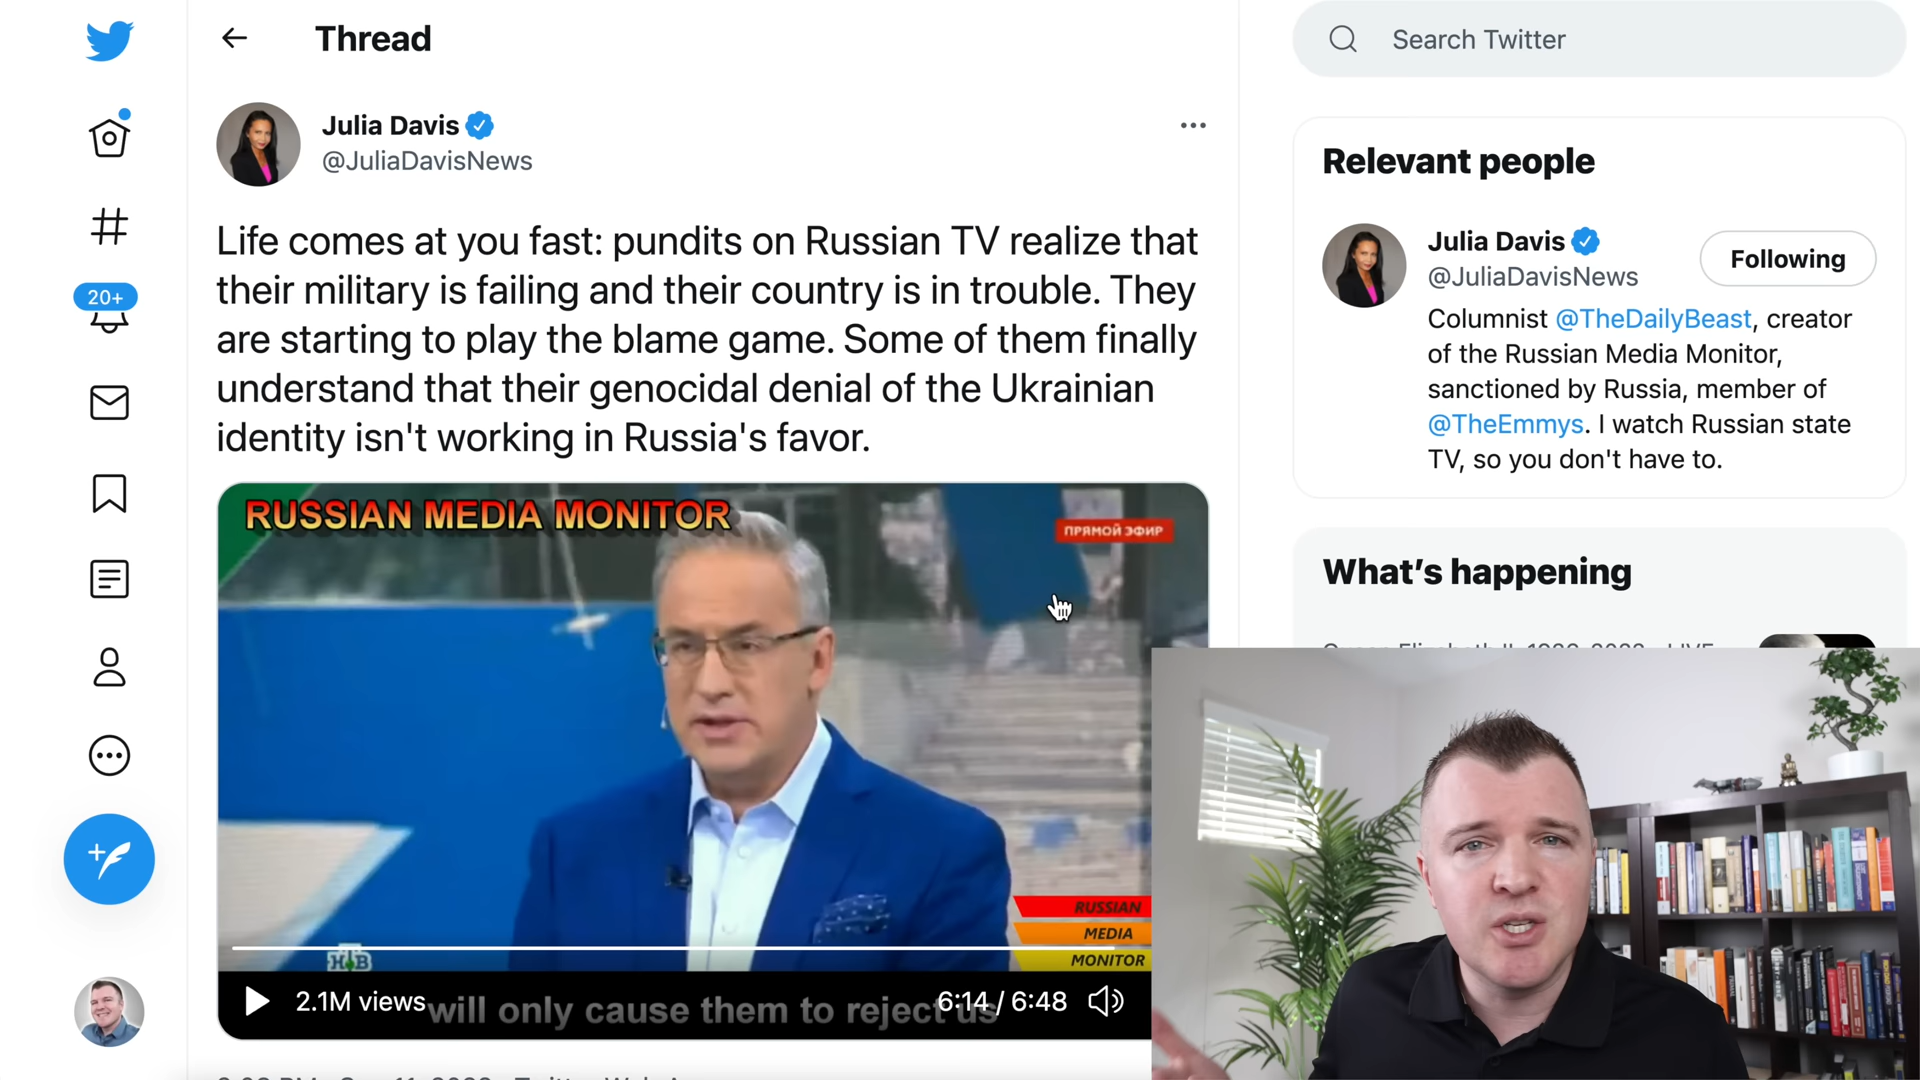 Thread
Search Twitter
Julia Davis
@JuliaDavisNews
Life comes at you fast: pundits on Russian TV realize that
their military is failing and their country is in trouble. They
are starting to play the blame game. Some of them finally
understand that their genocidal denial of the Ukrainian
identity isn't working in Russia's favor.
20+
RUSSIAN MEDIA MONITOR
ПРЯМОЙ ЭФИР
RUSSIAN
MEDIA
MONITOR
НТВ
2.1M views
will only cause them to reject us
6:14 / 6:48
Relevant people
Julia Davis
@JuliaDavisNews
Following
Columnist @TheDailyBeast, creator
of the Russian Media Monitor,
sanctioned by Russia, member of
@TheEmmys. I watch Russian state
TV, so you don't have to.
What's happening